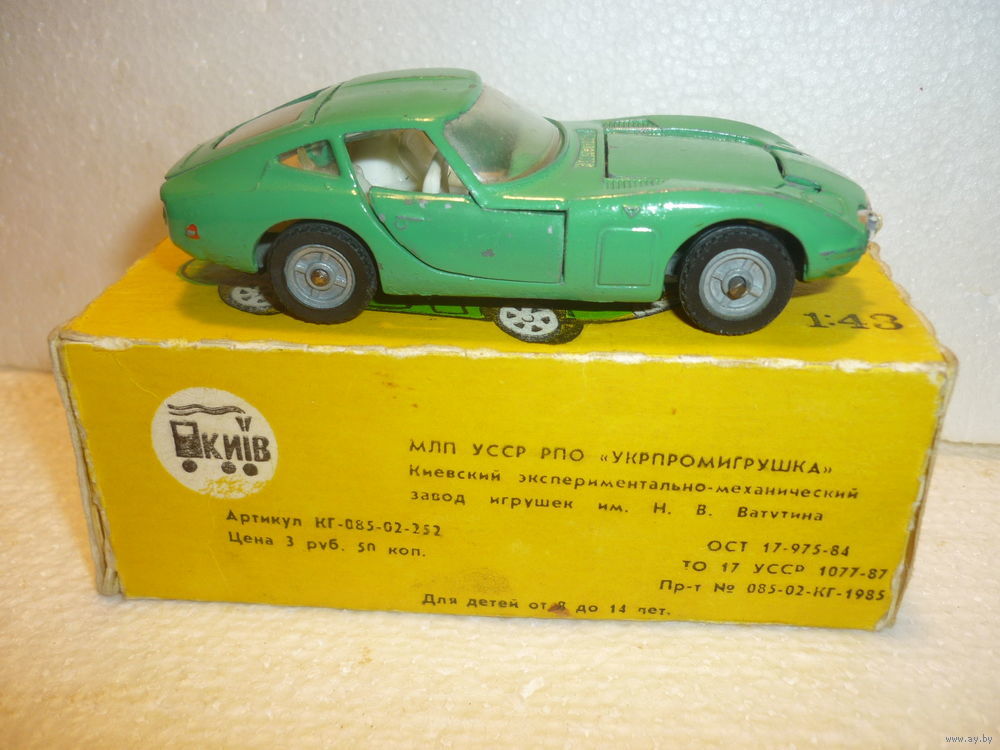 1:43
КИЇВ
МЛП УССР РПО «УКРПРОМИГРУШКА»
Киевский экспериментально-механический
завод игрушек им. Н. В. Ватутина
Артикул КГ-085-02-252
Цена 3 руб. 50 коп.
ОСТ 17-975-84
ТО 17 УССР 1077-87
Пр-т № 085-02-КГ-1985
Для детей от до 14 лет.
www.ay.by